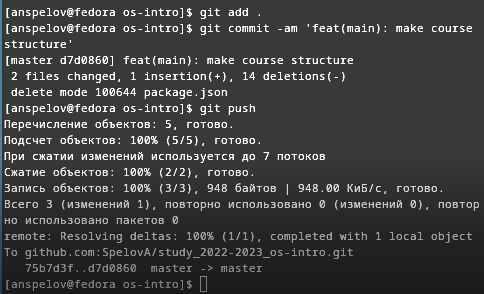 [anspelov@fedora os-intro]$ git add .
[anspelov@fedora os-intro]$ git commit -am 'feat(main): make course
structure'
[master d7d0860] feat(main): make course structure
 2 files changed, 1 insertion(+), 14 deletions(-)
 delete mode 100644 package.json
[anspelov@fedora os-intro]$ git push
Перечисление объектов: 5, готово.
Подсчет объектов: 100% (5/5), готово.
При сжатии изменений используется до 7 потоков
Сжатие объектов: 100% (2/2), готово.
Запись объектов: 100% (3/3), 948 байтов | 948.00 КиБ/с, готово.
Всего 3 (изменений 1), повторно использовано 0 (изменений 0), повтор
но использовано пакетов 0
remote: Resolving deltas: 100% (1/1), completed with 1 local object
To github.com:SpelovA/study_2022-2023_os-intro.git
   75b7d3f..d7d0860  master -> master
[anspelov@fedora os-intro]$